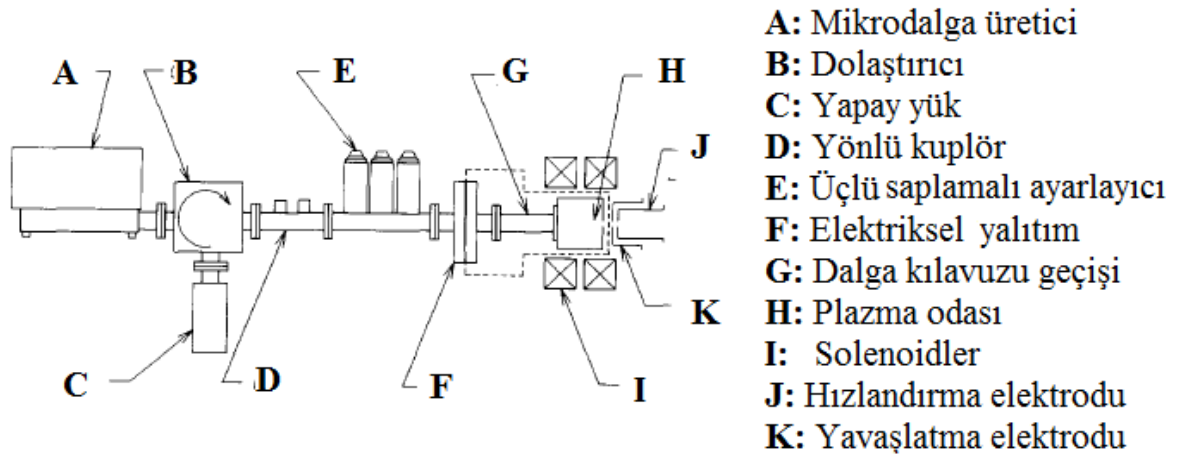 A
B
E
G
H
J
C
D
F
I
K
A: Mikrodalga üretici
B: Dolaştırıcı
C: Yapay yük
D: Yönlü kuplör
E: Üçlü saplamalı ayarlayıcı
F: Elektriksel yalıtım
G: Dalga kılavuzu geçişi
H: Plazma odası
I: Solenoidler
J: Hızlandırma elektrodu
K: Yavaşlatma elektrodu